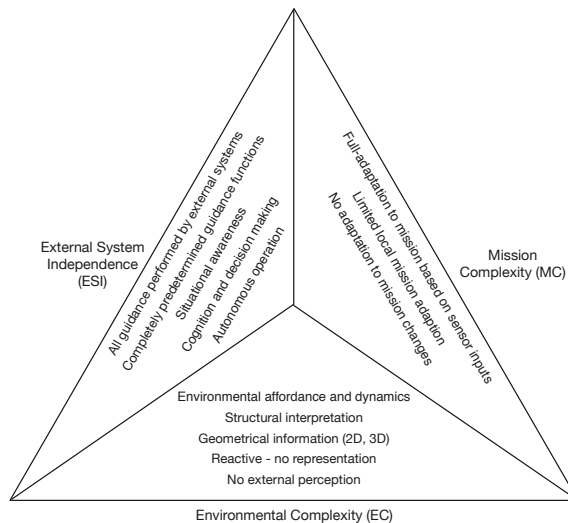 External System
Independence
(ESI)
All guidance performed by external systems
Completely predetermined guidance functions
Situational awareness
Cognition and decision making
Autonomous operation
Full-adaptation to mission based on sensor inputs
Limited local mission adaption
No adaptation to mission changes
Mission
Complexity (MC)
Environmental affordance and dynamics
Structural interpretation
Geometrical information (2D, 3D)
Reactive - no representation
No external perception
Environmental Complexity (EC)